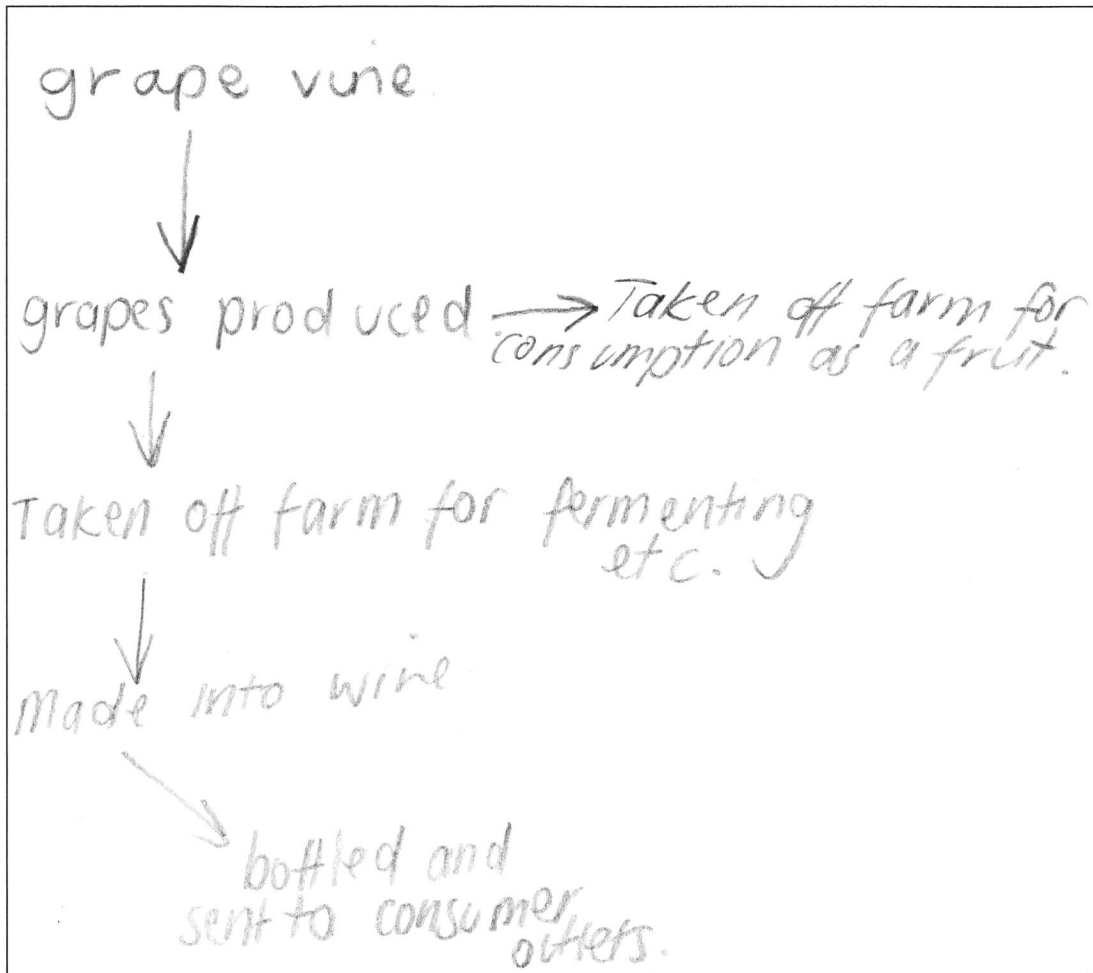 grape vine
grapes produced → Taken off farm for
consumption as a fruit.
Taken off farm for fermenting
etc.
Made into wine
bottled and
sent to consumer
outlets.